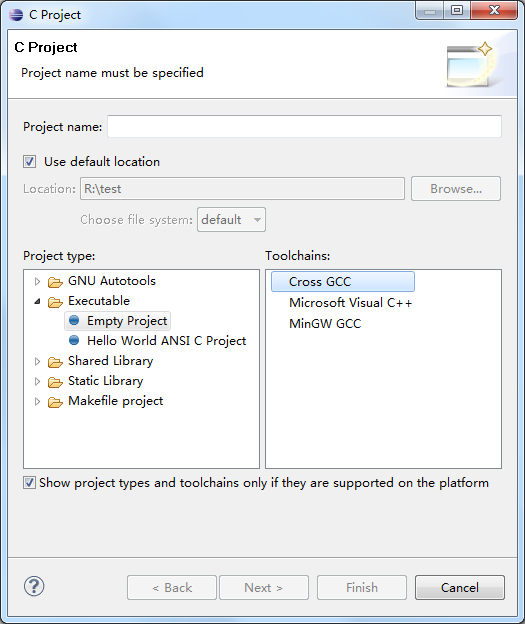 C Project
C Project
Project name must be specified
Project name:
Use default location
Location: R:\test Browse...
Choose file system: default
Project type: Toolchains:
GNU Autotools
Executable
Empty Project
Hello World ANSI C Project
Shared Library
Static Library
Makefile project
Cross GCC
Microsoft Visual C++
MinGW GCC
Show project types and toolchains only if they are supported on the platform
? < Back Next > Finish Cancel